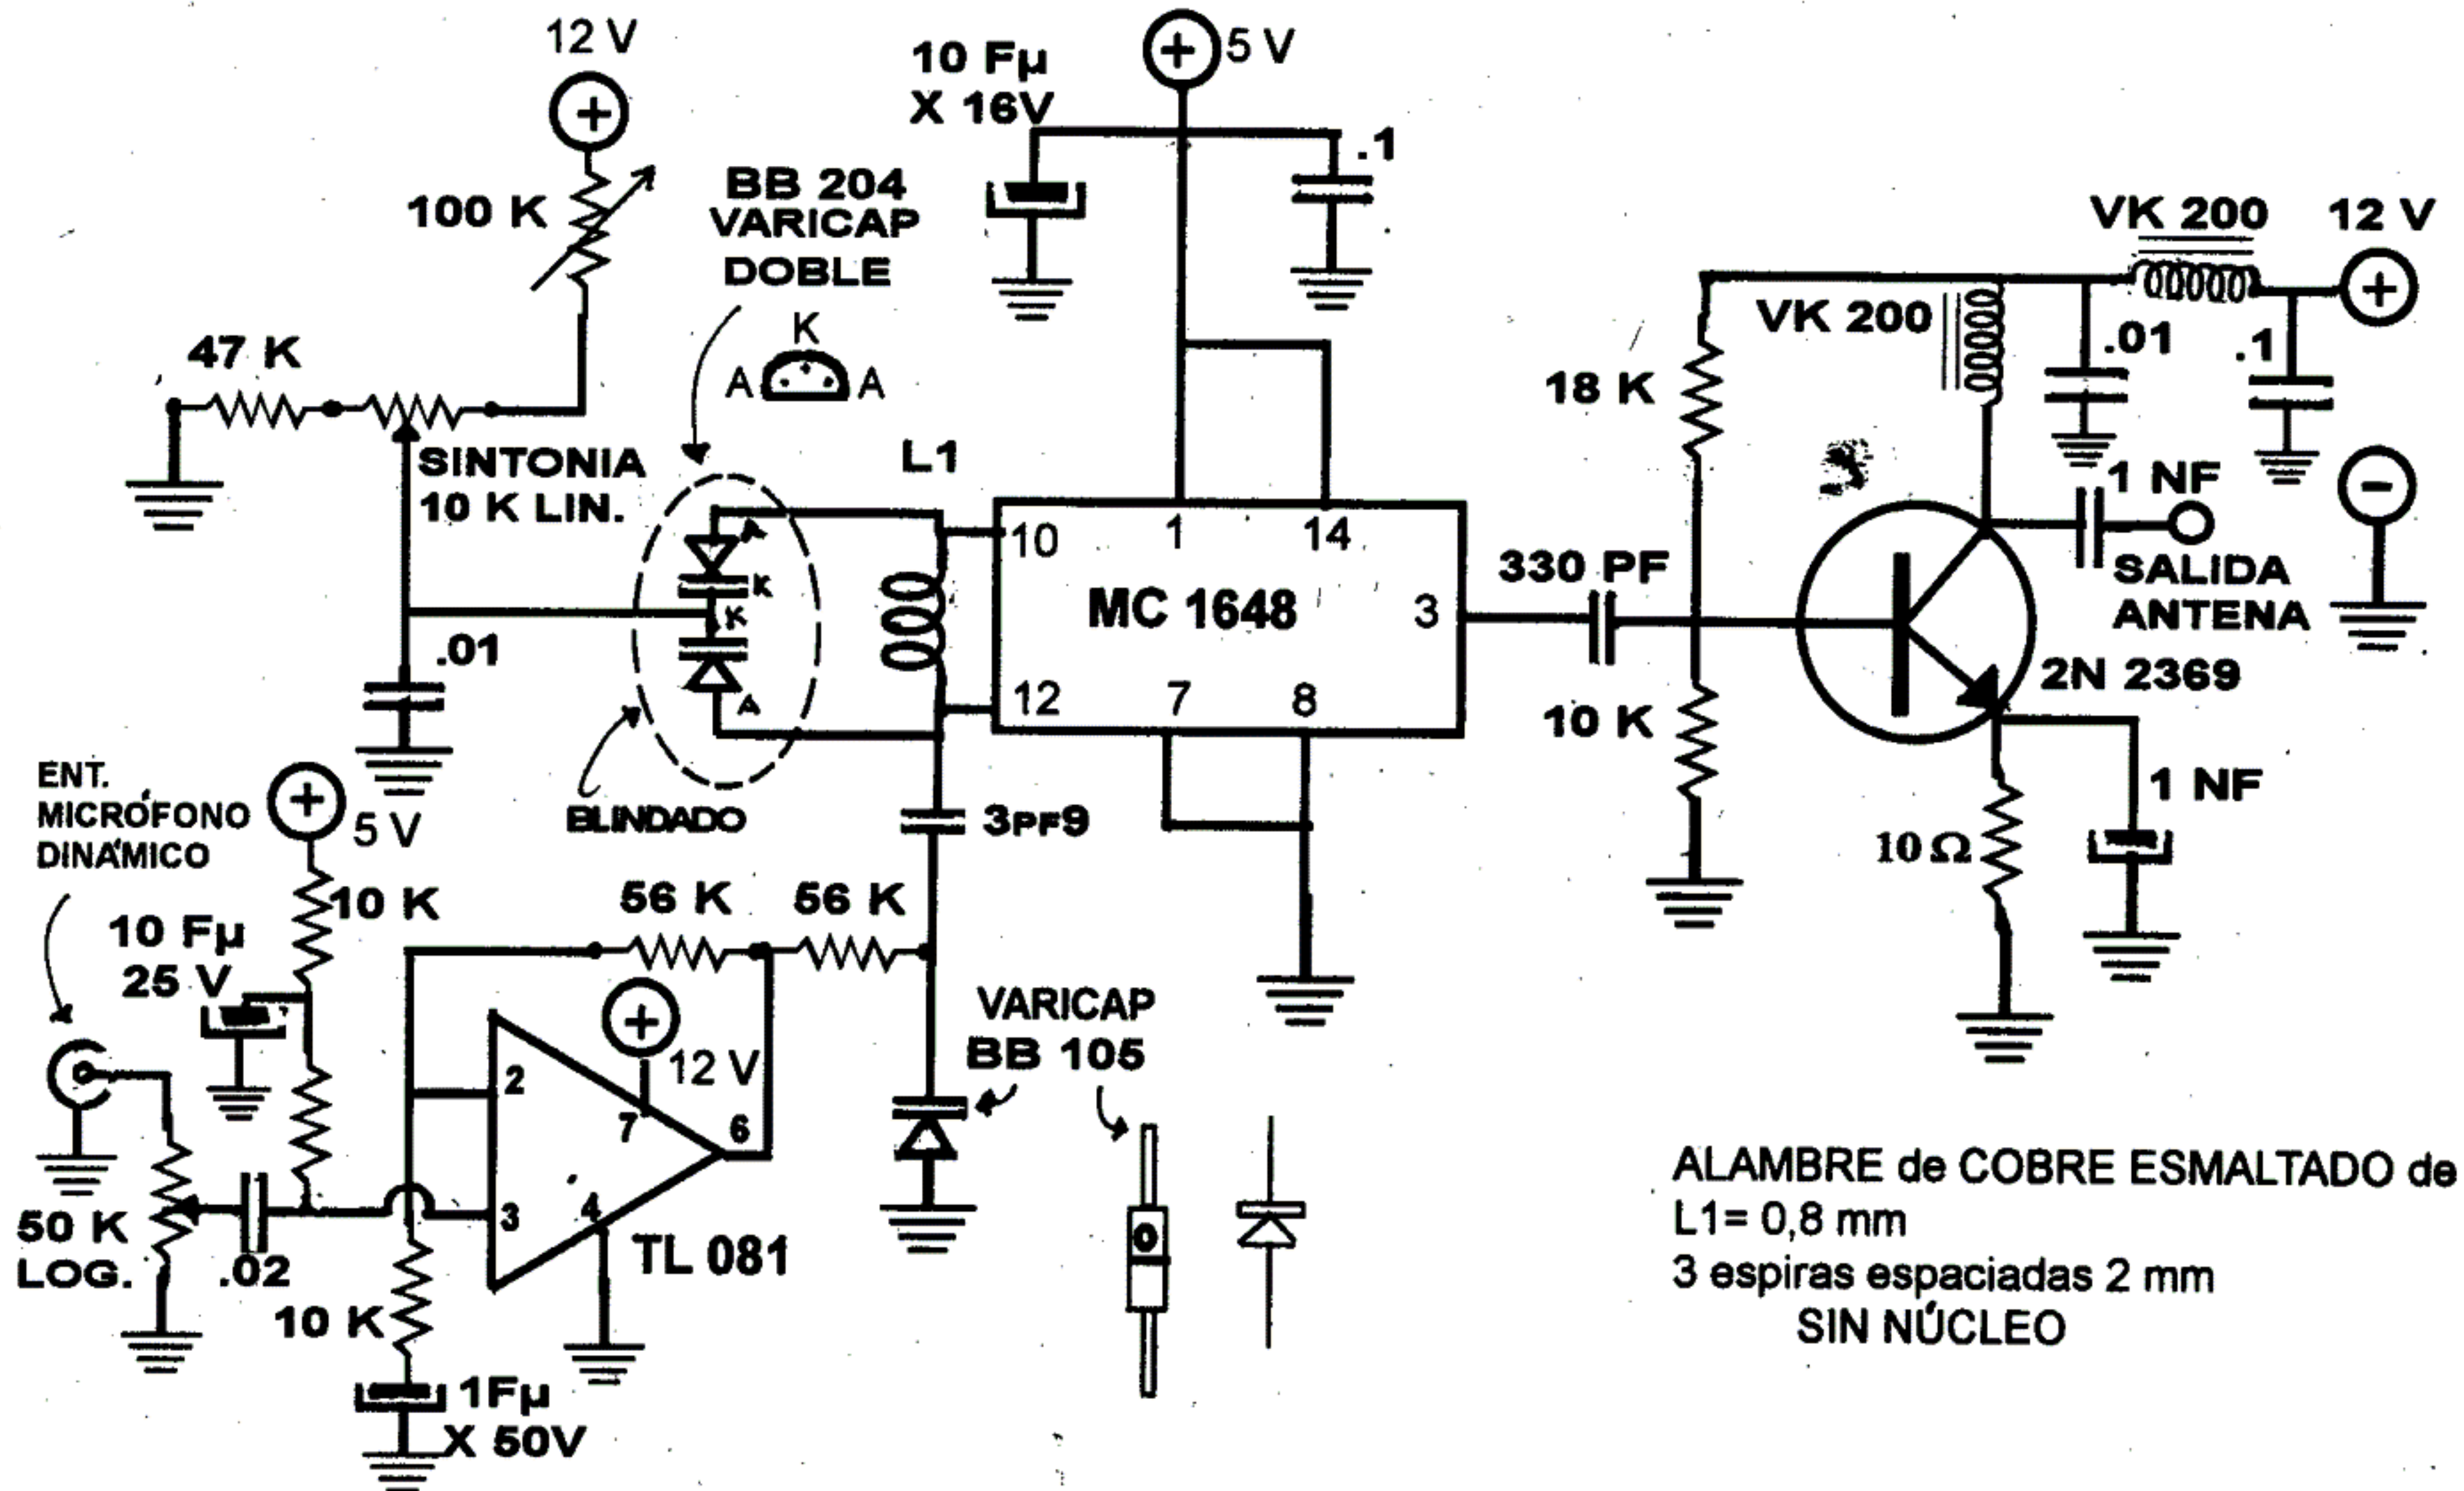 12 V
100 K
47 K
SINTONIA
10 K LIN.
.01
BB 204
VARICAP
DOBLE
K
A
A
A
K
K
A
BLINDADO
L1
10 Fµ
X 16V
5 V
.1
10
1
14
MC 1648
3
12
7
8
3PF9
330 PF
18 K
10 K
VK 200
VK 200
12 V
.01
.1
1 NF
SALIDA
ANTENA
2N 2369
10 Ω
1 NF
ENT.
MICRÓFONO
DINÁMICO
5 V
10 K
10 Fµ
25 V
50 K
LOG.
.02
10 K
1Fµ
X 50V
56 K
56 K
12 V
2
7
6
3
4
TL 081
VARICAP
BB 105
ALAMBRE de COBRE ESMALTADO de
L1= 0,8 mm
3 espiras espaciadas 2 mm
SIN NÚCLEO